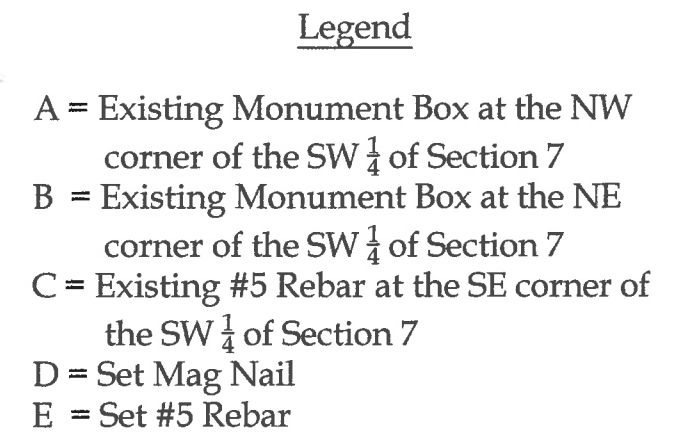 Legend
A = Existing Monument Box at the NW
corner of the SW ¼ of Section 7
B = Existing Monument Box at the NE
corner of the SW ¼ of Section 7
C = Existing #5 Rebar at the SE corner of
the SW ¼ of Section 7
D = Set Mag Nail
E = Set #5 Rebar